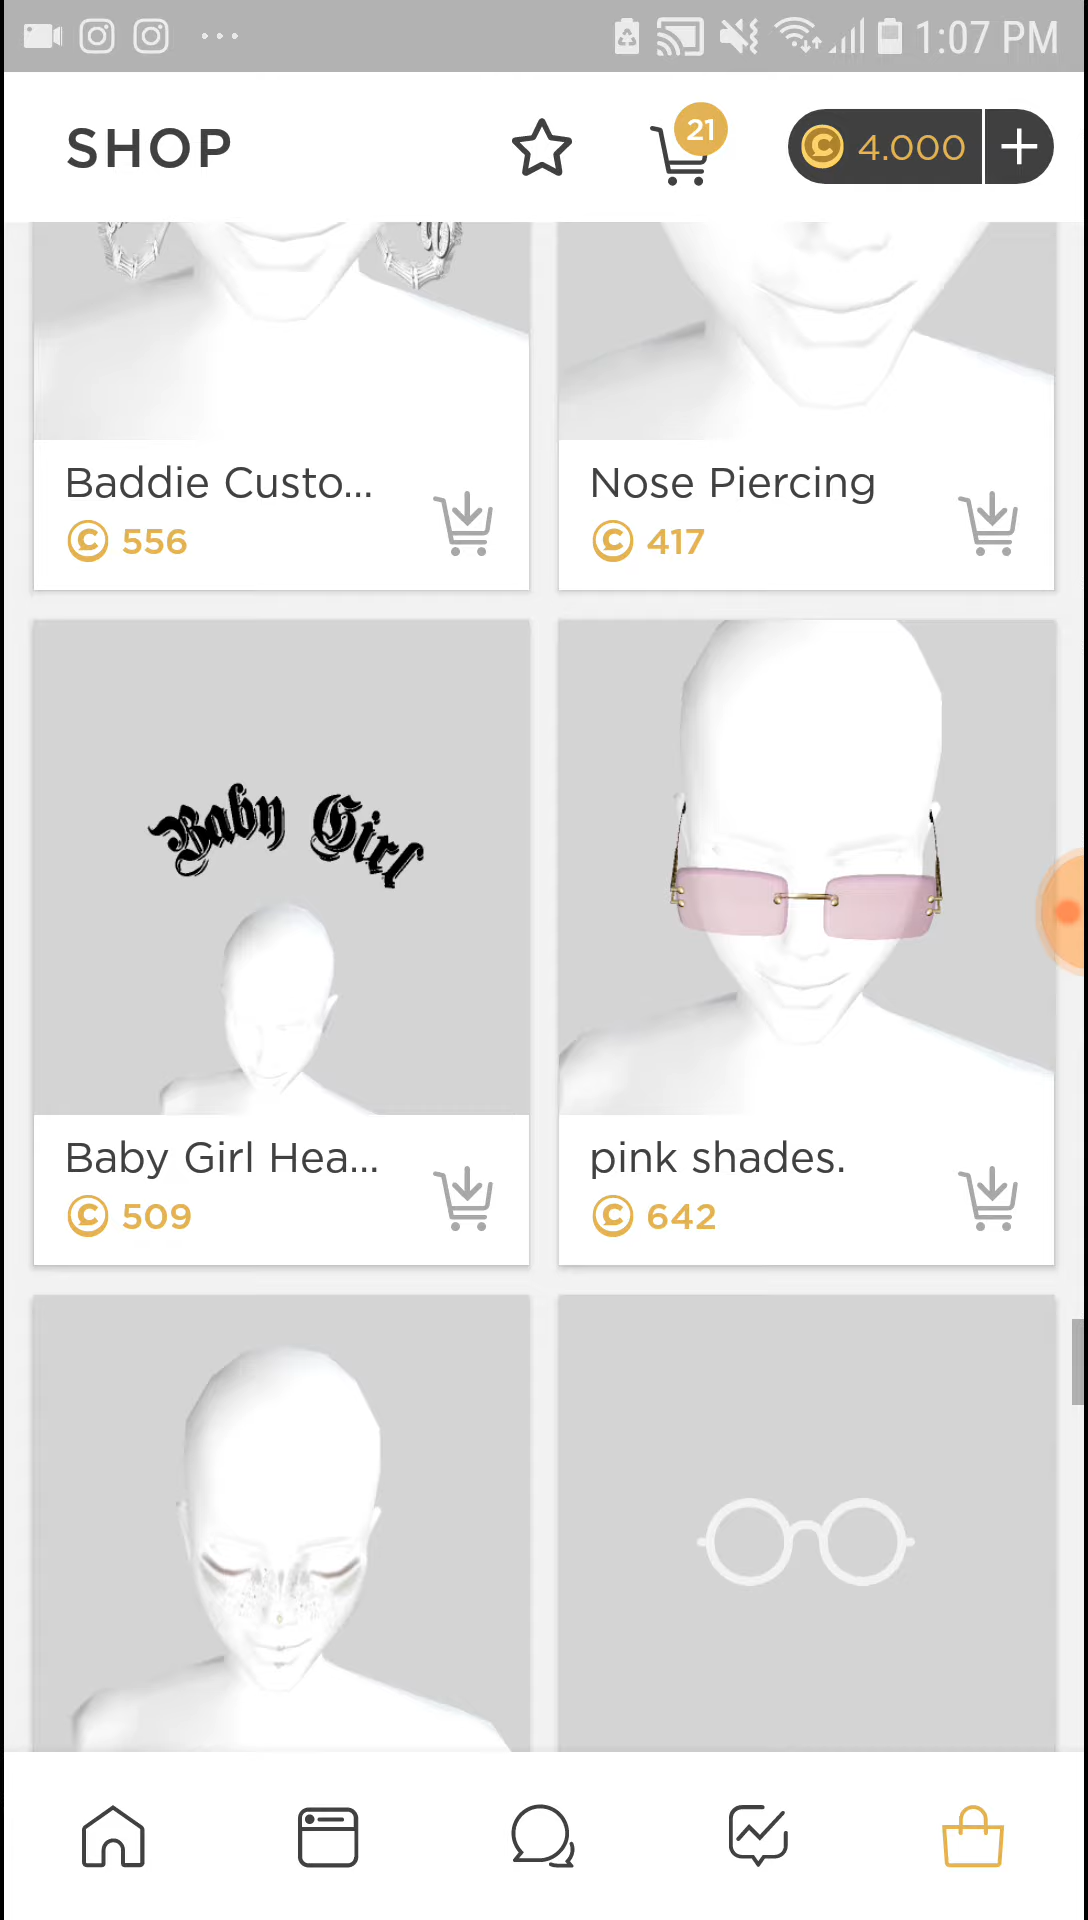 1:07 PM
SHOP
21
4.000
Baddie Custo...
556
Nose Piercing
417
Baby Girl
Baby Girl Hea...
509
pink shades.
642